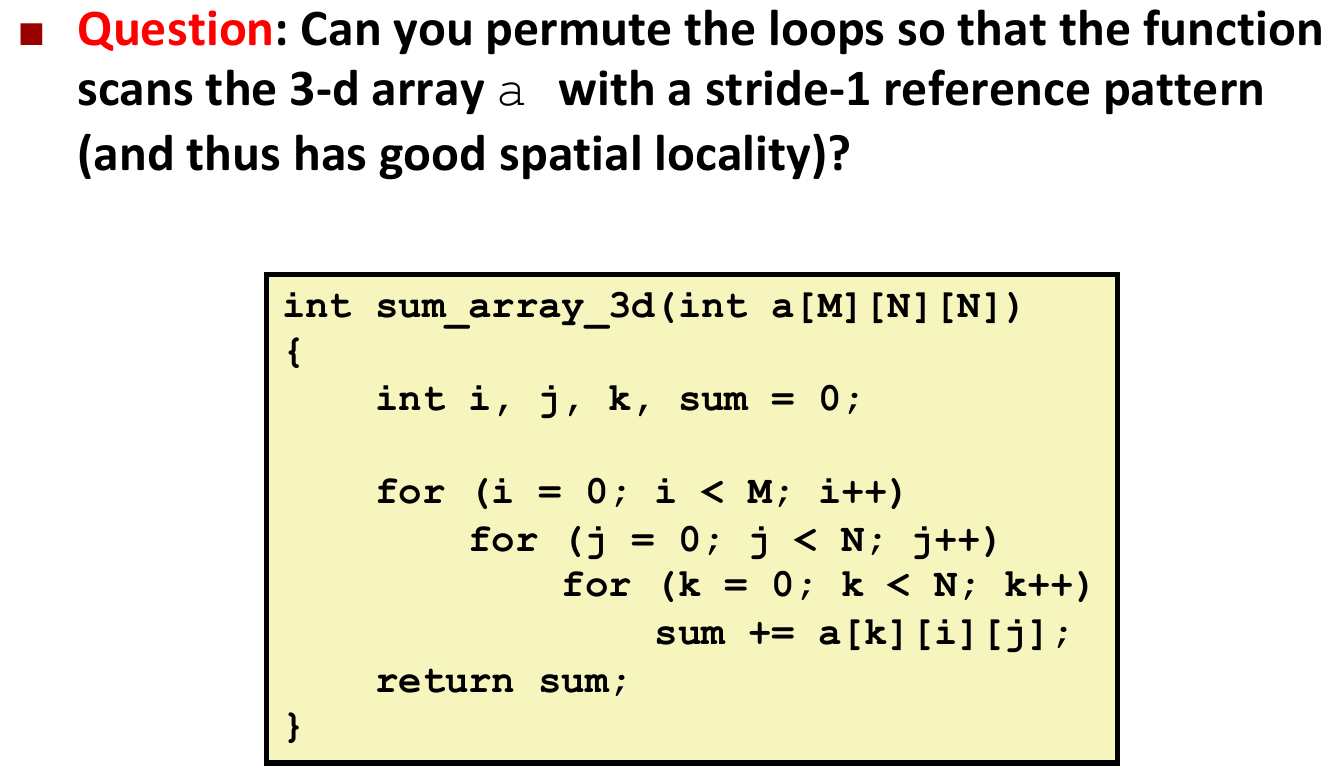 Question: Can you permute the loops so that the function
scans the 3-d array a with a stride-1 reference pattern
(and thus has good spatial locality)?
int sum_array_3d(int a[M][N][N])
{
    int i, j, k, sum = 0;
    for (i = 0; i < M; i++)
        for (j = 0; j < N; j++)
            for (k = 0; k < N; k++)
                sum += a[k][i][j];
    return sum;
}